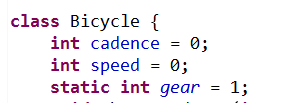 class Bicycle {
int cadence = 0;
int speed = 0;
static int gear = 1;